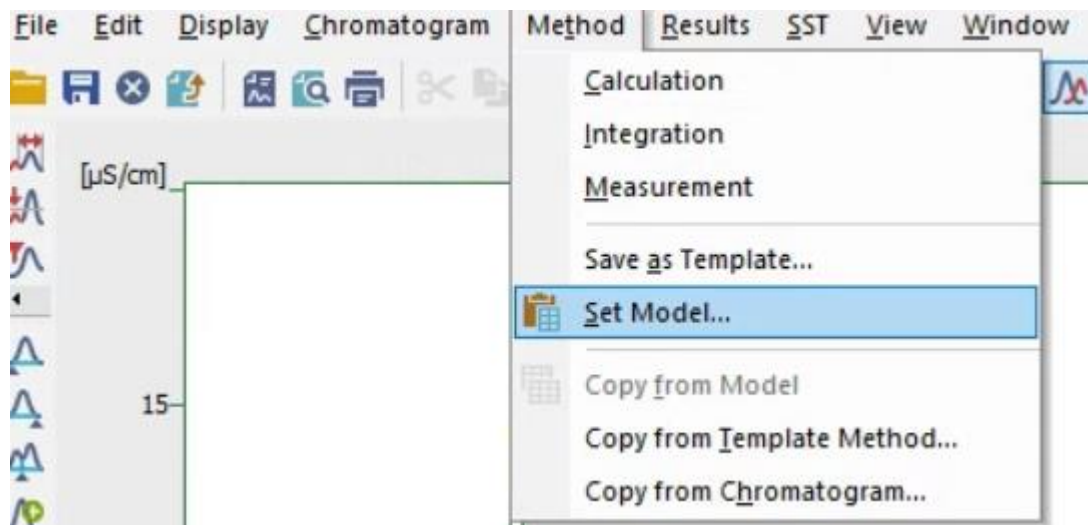 File Edit Display Chromatogram Method Results SST View Window
Calculation
Integration
[µS/cm]
Measurement
Save as Template...
Set Model...
Copy from Model
15
Copy from Template Method...
Copy from Chromatogram...